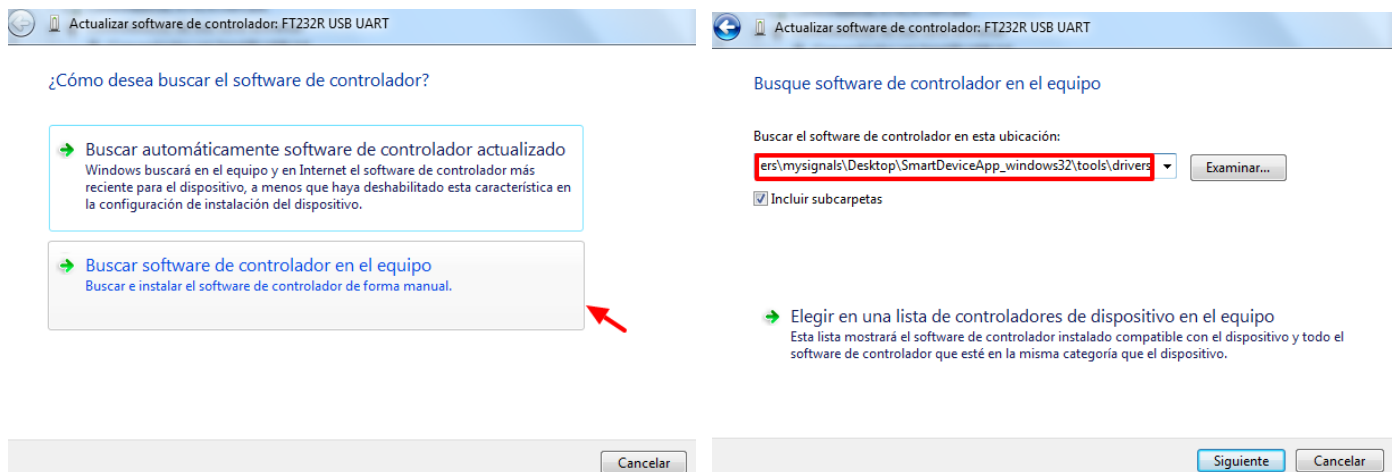 Actualizar software de controlador: FT232R USB UART
¿Cómo desea buscar el software de controlador?
Buscar automáticamente software de controlador actualizado
Windows buscará en el equipo y en Internet el software de controlador más
reciente para el dispositivo, a menos que haya deshabilitado esta característica en
la configuración de instalación del dispositivo.
Buscar software de controlador en el equipo
Buscar e instalar el software de controlador de forma manual.
Cancelar
Actualizar software de controlador: FT232R USB UART
Busque software de controlador en el equipo
Buscar el software de controlador en esta ubicación:
ers\mysignals\Desktop\SmartDeviceApp_windows32\tools\drivers
Examinar...
Incluir subcarpetas
Elegir en una lista de controladores de dispositivo en el equipo
Esta lista mostrará el software de controlador instalado compatible con el dispositivo y todo el
software de controlador que esté en la misma categoría que el dispositivo.
Siguiente
Cancelar